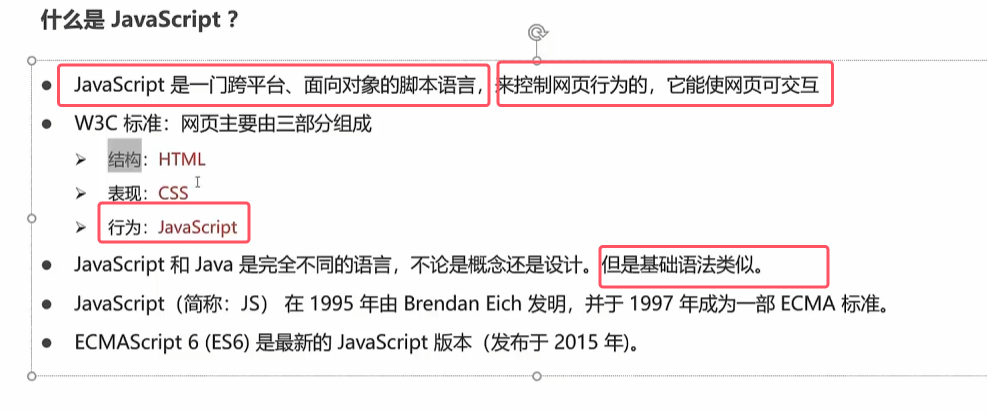 什么是 JavaScript ?
JavaScript 是一门跨平台、面向对象的脚本语言，来控制网页行为的，它能使网页可交互
W3C 标准：网页主要由三部分组成
结构：HTML
表现：CSS
行为：JavaScript
JavaScript 和 Java 是完全不同的语言，不论是概念还是设计。但是基础语法类似。
JavaScript（简称：JS） 在 1995 年由 Brendan Eich 发明，并于 1997 年成为一部 ECMA 标准。
ECMAScript 6 (ES6) 是最新的 JavaScript 版本（发布于 2015 年)。